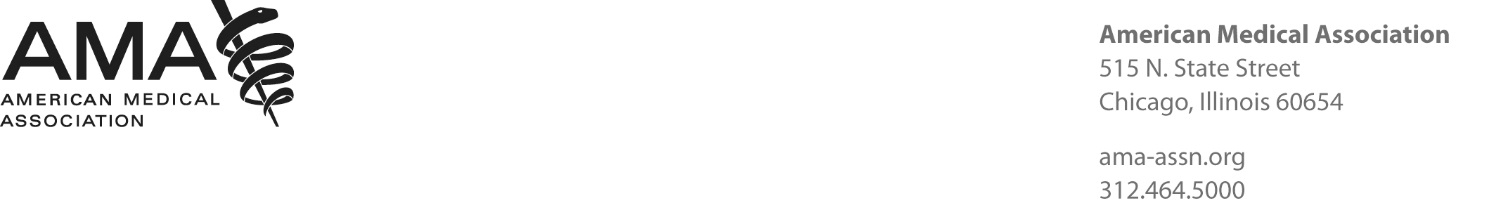 AMA
AMERICAN MEDICAL
ASSOCIATION
American Medical Association
515 N. State Street
Chicago, Illinois 60654
ama-assn.org
312.464.5000